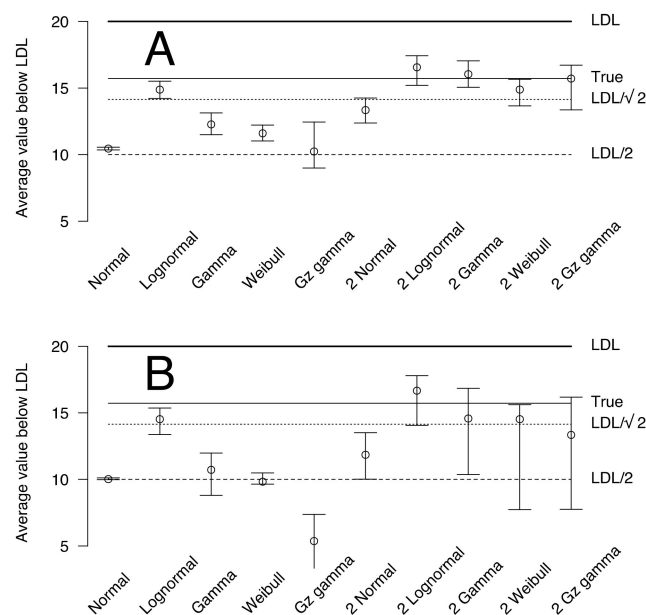 A
Average value below LDL
20
15
10
5
LDL
True
LDL/√2
LDL/2
Normal
Lognormal
Gamma
Weibull
Gz gamma
2 Normal
2 Lognormal
2 Gamma
2 Weibull
2 Gz gamma
B
Average value below LDL
20
15
10
5
LDL
True
LDL/√2
LDL/2
Normal
Lognormal
Gamma
Weibull
Gz gamma
2 Normal
2 Lognormal
2 Gamma
2 Weibull
2 Gz gamma